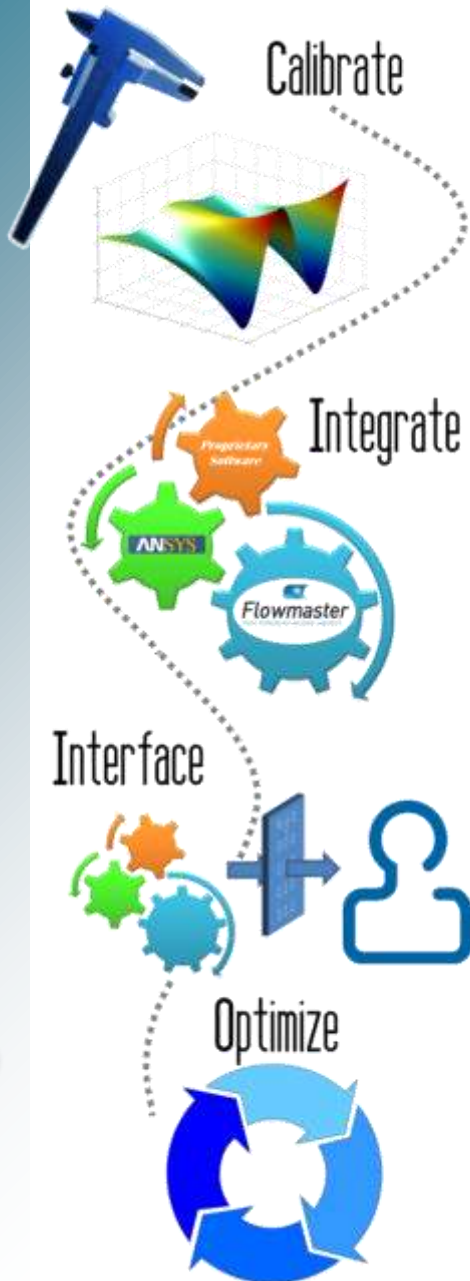 Calibrate
Integrate
Proprietary
Software
ANSYS
Flowmaster
Interface
Optimize